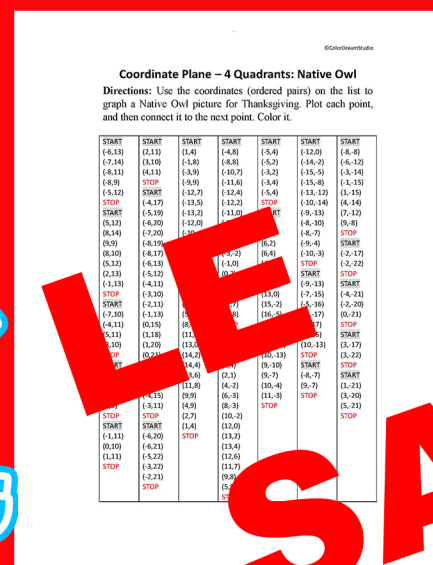 ©ColorDreamStudio
Coordinate Plane – 4 Quadrants: Native Owl
Directions: Use the coordinates (ordered pairs) on the list to
graph a Native Owl picture for Thanksgiving. Plot each point,
and then connect it to the next point. Color it.
START START START START START START START
(-6,13) (2,11) (1,4) (-4,8) (-5,4) (-12,0) (-8,-8)
(-7,14) (3,10) (-1,8) (-8,8) (-5,2) (-14,-2) (-6,-12)
(-8,11) (4,11) (-3,9) (-10,7) (-3,2) (-15,-5) (-3,-14)
(-8,9) STOP (-9,9) (-11,6) (-3,4) (-15,-8) (-1,-15)
(-5,12) START (-12,7) (-12,4) (-5,4) (-13,-12) (1,-15)
STOP (-4,17) (-13,5) (-12,2) STOP (-10,-14) (4,-14)
START (-5,19) (-13,2) (-11,0) (-9,-13) (7,-12)
(5,12) (-6,20) (-12,0) (-8,-10) (9,-8)
(8,14) (-7,20) (-8,-7) STOP
(9,9) (-8,19) (6,2) (-9,-4) START
(8,10) (-8,17) (6,4) (-10,-3) (-2,-17)
(5,12) (-6,13) (-1,0) STOP (-2,-22)
(2,13) (-5,12) START STOP
(-1,13) (-4,11) (-9,-13) START
STOP (-3,10) (13,0) (-7,-15) (-4,-21)
START (-2,11) (15,-2) (-5,-16) (-2,-20)
(-7,10) (-1,13) (0,-21)
(-4,11) (0,15) STOP STOP
(5,11) (1,18) START
(1,20) (10,-13) (3,-17)
(14,2) (10,-13) STOP (3,-22)
(9,-10) START STOP
(2,1) (9,-7) (-8,-7) START
(11,8) (4,-2) (10,-4) (9,-7) (1,-21)
(-4,15) (9,9) (6,-3) (11,-3) STOP (3,-20)
(-3,11) (4,9) (8,-3) STOP (5,-21)
STOP STOP (2,7) (10,-2) STOP
START START (1,4) (12,0)
(-1,11) (-6,20) STOP (13,2)
(0,10) (-6,21) (13,4)
(1,11) (-5,22) (12,6)
STOP (-3,22) (11,7)
(-2,21) (9,8)
STOP
LE
SA